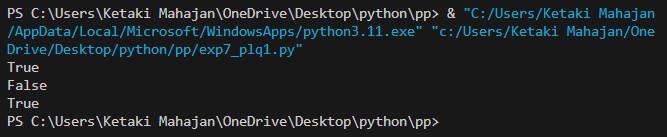 PS C:\Users\Ketaki Mahajan\OneDrive\Desktop\python\pp> & "C:/Users/Ketaki Mahajan
/AppData/Local/Microsoft/WindowsApps/python3.11.exe" "c:/Users/Ketaki Mahajan/One
Drive/Desktop/python/pp/exp7_plq1.py"
True
False
True
PS C:\Users\Ketaki Mahajan\OneDrive\Desktop\python\pp>